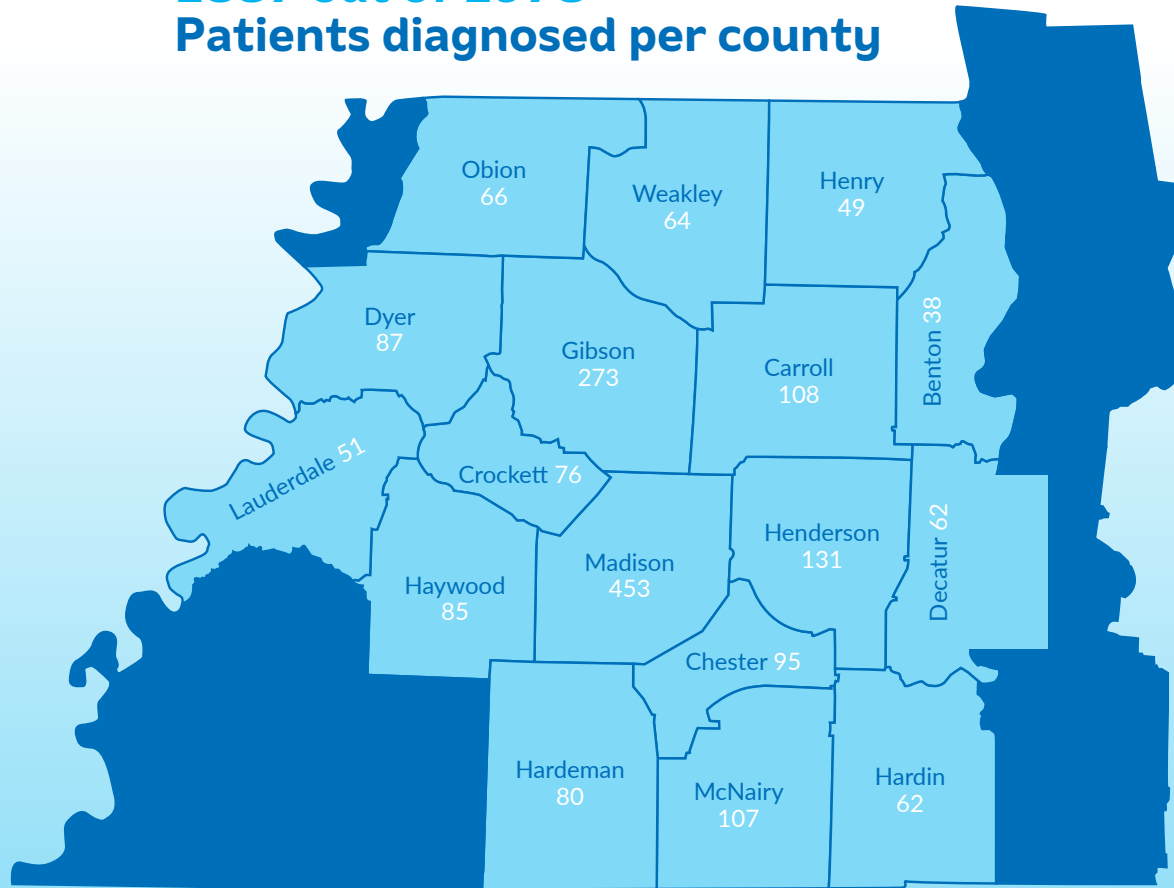 out of
Patients diagnosed per county
Obion
66
Weakley
64
Henry
49
Benton 38
Dyer
87
Gibson
273
Carroll
108
Lauderdale 51
Crockett 76
Haywood
85
Madison
453
Henderson
131
Decatur 62
Chester 95
Hardeman
80
McNairy
107
Hardin
62